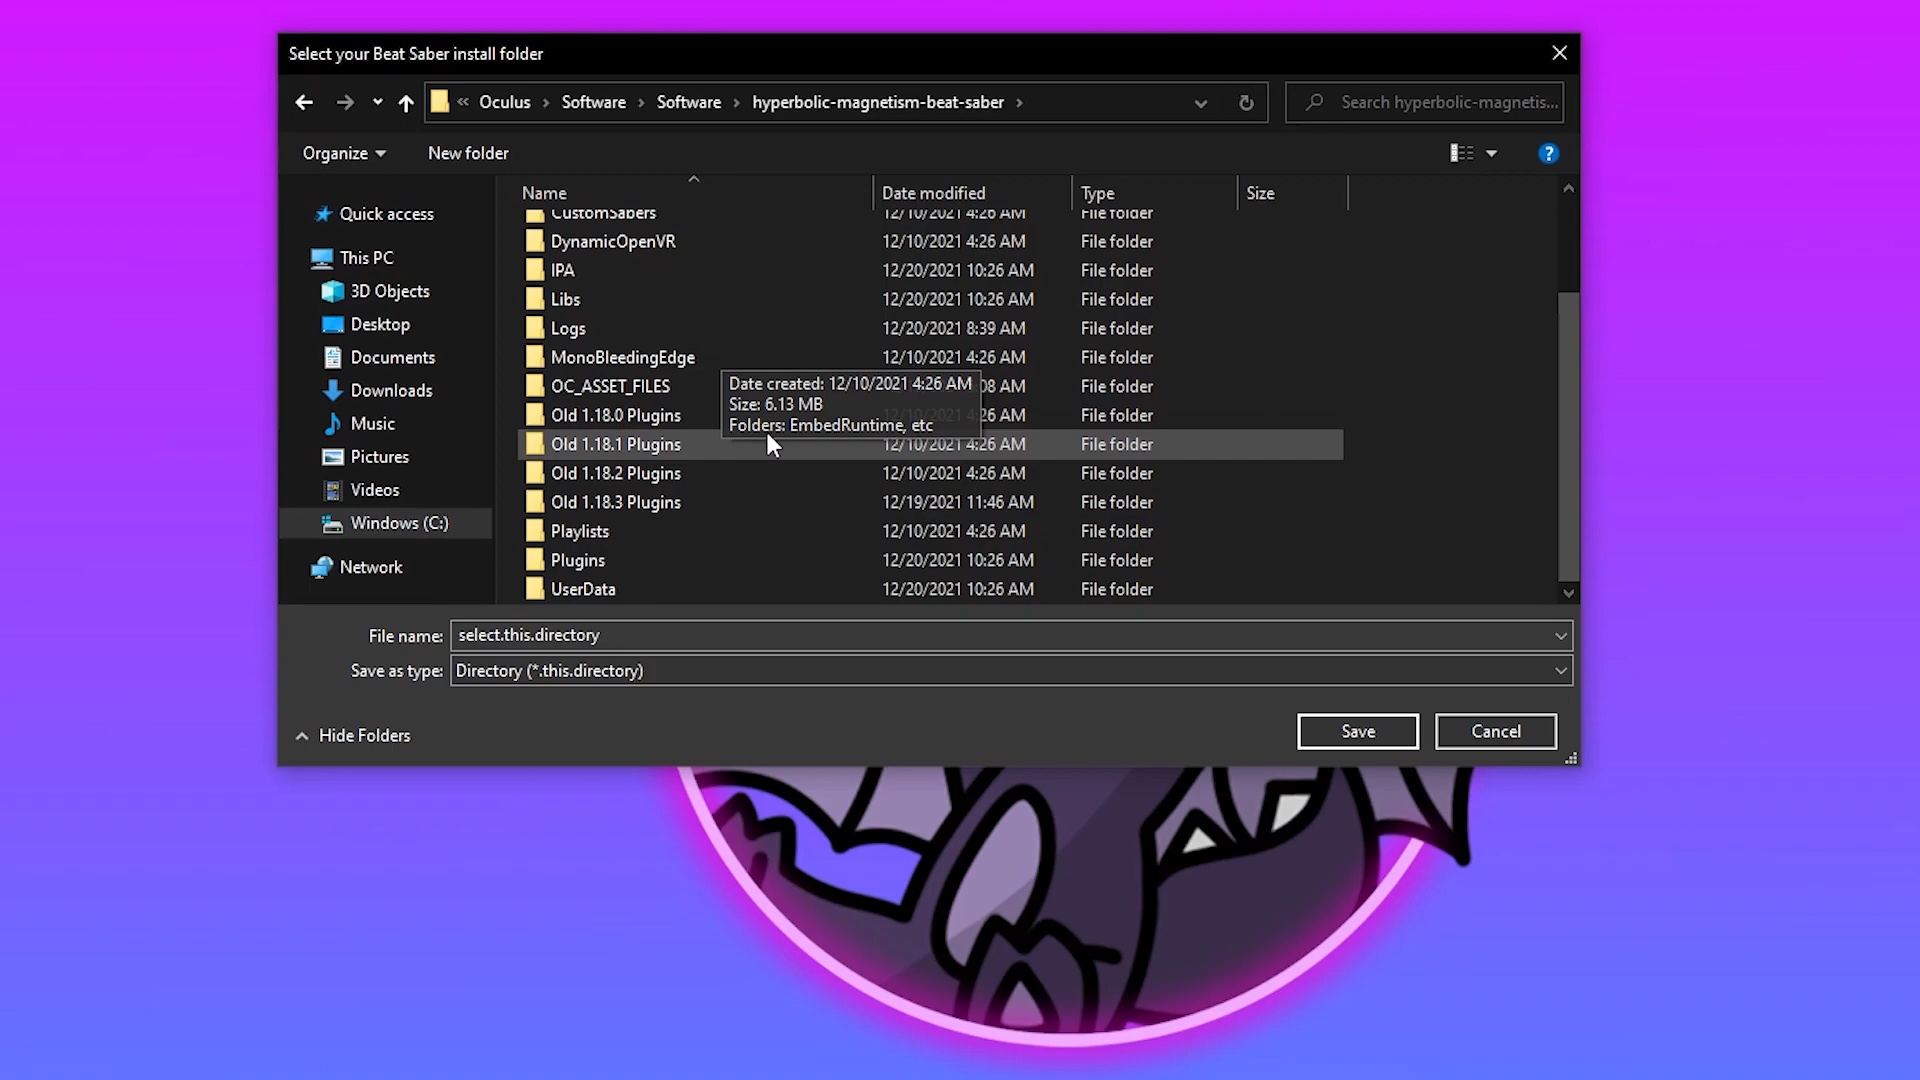 Select your Beat Saber install folder
« Oculus › Software › Software › hyperbolic-magnetism-beat-saber ›
Search hyperbolic-magnetis...
Organize
New folder
?
Name
Date modified
Type
Size
Quick access
This PC
3D Objects
Desktop
Documents
Downloads
Music
Pictures
Videos
Windows (C:)
Network
CustomSabers 12/10/2021 4:26 AM File folder
DynamicOpenVR 12/10/2021 4:26 AM File folder
IPA 12/20/2021 10:26 AM File folder
Libs 12/20/2021 10:26 AM File folder
Logs 12/20/2021 8:39 AM File folder
MonoBleedingEdge 12/10/2021 4:26 AM File folder
OC_ASSET_FILES AM File folder
Old 1.18.0 Plugins 12/10/2021 4:26 AM File folder
Old 1.18.1 Plugins 12/10/2021 4:26 AM File folder
Old 1.18.2 Plugins 12/10/2021 4:26 AM File folder
Old 1.18.3 Plugins 12/19/2021 11:46 AM File folder
Playlists 12/10/2021 4:26 AM File folder
Plugins 12/20/2021 10:26 AM File folder
UserData 12/20/2021 10:26 AM File folder
Date created: 12/10/2021 4:26 AM
Size: 6.13 MB
Folders: EmbedRuntime, etc
File name: select.this.directory
Save as type: Directory (*.this.directory)
Hide Folders
Save
Cancel